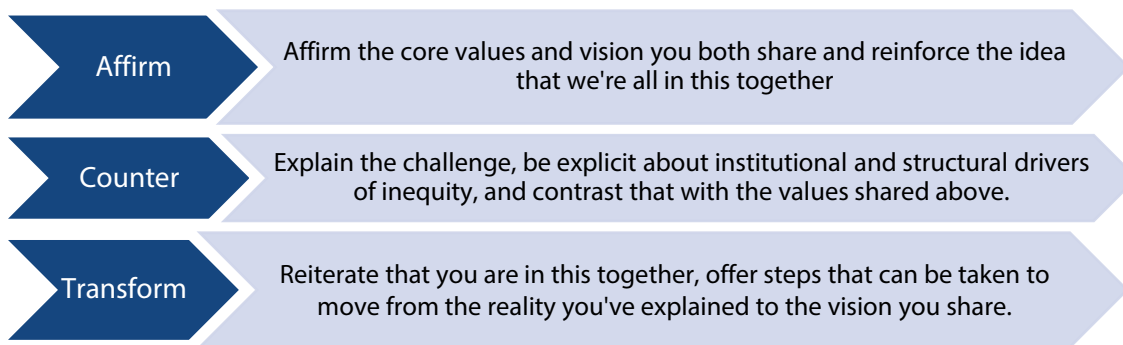 Affirm
Affirm the core values and vision you both share and reinforce the idea
that we're all in this together
Counter
Explain the challenge, be explicit about institutional and structural drivers
of inequity, and contrast that with the values shared above.
Transform
Reiterate that you are in this together, offer steps that can be taken to
move from the reality you've explained to the vision you share.